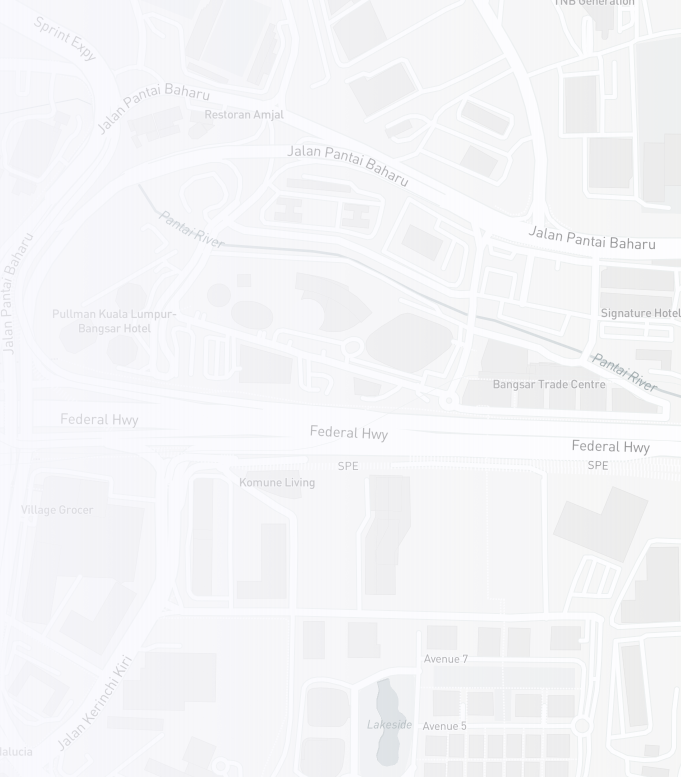 TNB Generation
Sprint Expy
Jalan Pantai Baharu
Restoran Amjal
Jalan Pantai Baharu
Pantai River
Jalan Pantai Baharu
Jalan Pantai Baharu
Pullman Kuala Lumpur-
Bangsar Hotel
Signature Hotel
Pantai River
Bangsar Trade Centre
Federal Hwy
Federal Hwy
Federal Hwy
SPE
SPE
Komune Living
Village Grocer
Jalan Kerinchi Kiri
Avenue 7
Lakeside
Avenue 5